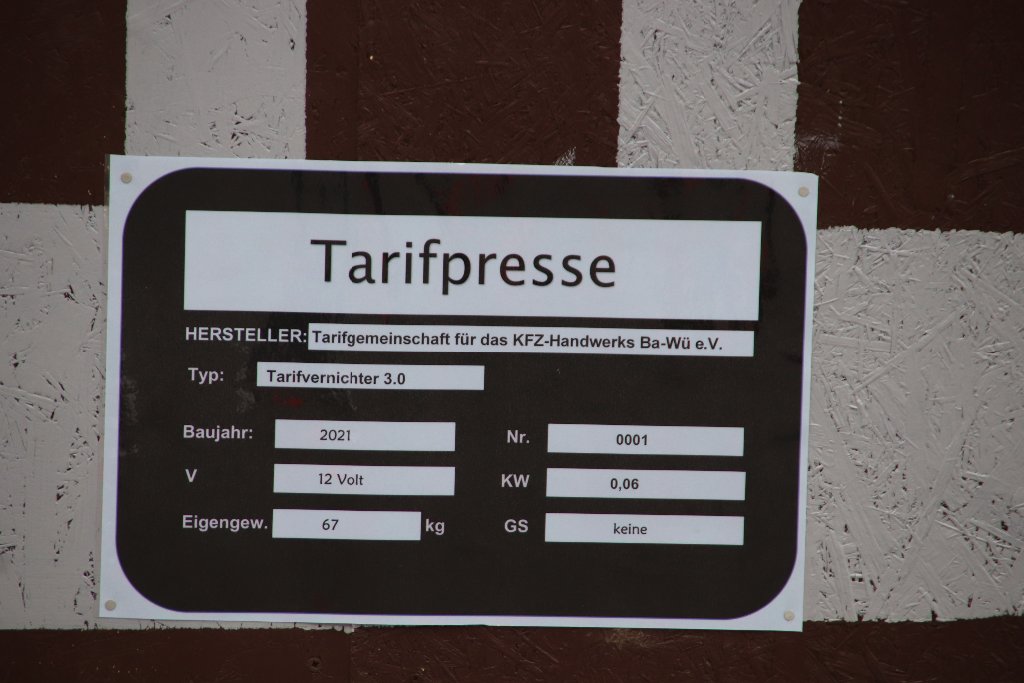 Tarifpresse
HERSTELLER: Tarifgemeinschaft für das KFZ-Handwerks Ba-Wü e.V.
Typ: Tarifvernichter 3.0
Baujahr: 2021 Nr. 0001
V 12 Volt KW 0,06
Eigengew. 67 kg GS keine